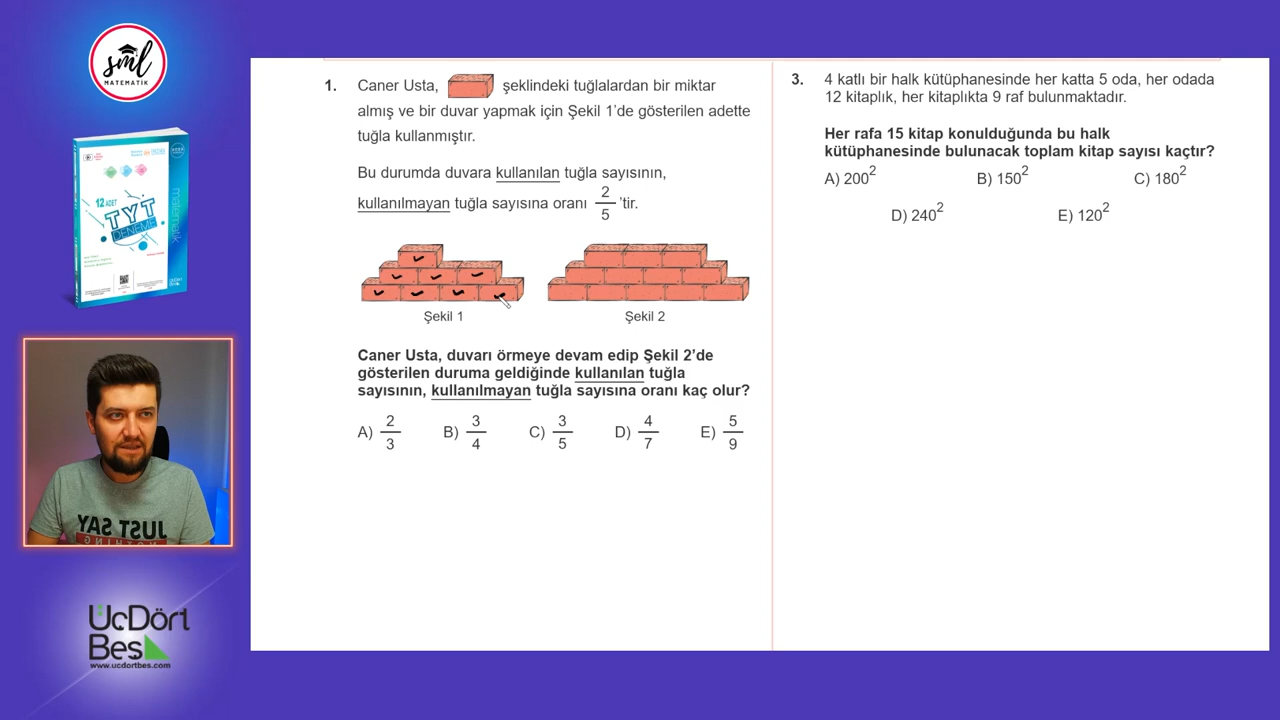 sml
MATEMATİK
12 ADET
TYT
DENEME
matematik
JUST SAY
NOTHING
ÜçDört
Beş
www.ucdortbes.com
1. Caner Usta, şeklindeki tuğlalardan bir miktar
almış ve bir duvar yapmak için Şekil 1’de gösterilen adette
tuğla kullanmıştır.
Bu durumda duvara kullanılan tuğla sayısının,
kullanılmayan tuğla sayısına oranı 2/5 ’tir.
Şekil 1 Şekil 2
Caner Usta, duvarı örmeye devam edip Şekil 2’de
gösterilen duruma geldiğinde kullanılan tuğla
sayısının, kullanılmayan tuğla sayısına oranı kaç olur?
A) 2/3 B) 3/4 C) 3/5 D) 4/7 E) 5/9
3. 4 katlı bir halk kütüphanesinde her katta 5 oda, her odada
12 kitaplık, her kitaplıkta 9 raf bulunmaktadır.
Her rafa 15 kitap konulduğunda bu halk
kütüphanesinde bulunacak toplam kitap sayısı kaçtır?
A) 200² B) 150² C) 180²
D) 240² E) 120²